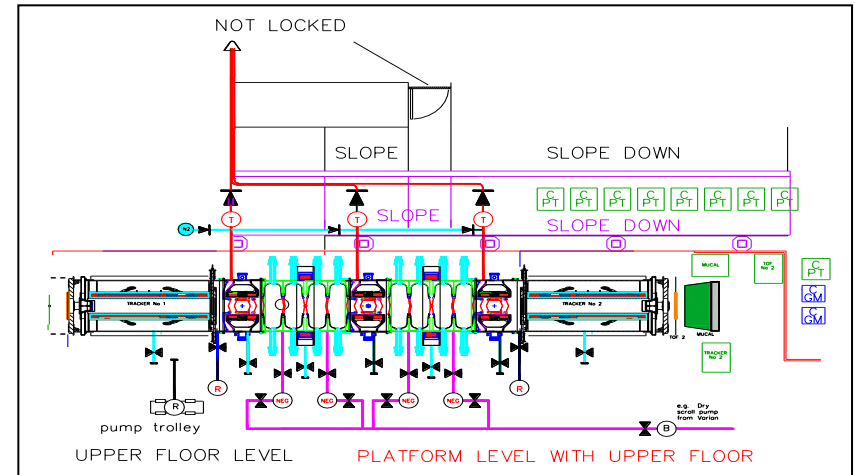 NOT LOCKED
SLOPE
SLOPE DOWN
C PT
C PT
C PT
C PT
C PT
C PT
C PT
C PT
T
T
T
SLOPE
SLOPE DOWN
N2
MUCAL
TOF No 2
C PT
C GM
C GM
TRACKER No 1
TRACKER No 2
TOF 2
MUCAL
TRACKER No 2
R
R
NEG
NEG
NEG
NEG
R
pump trolley
B
e.g. Dry
scroll pump
from Varian
UPPER FLOOR LEVEL
PLATFORM LEVEL WITH UPPER FLOOR